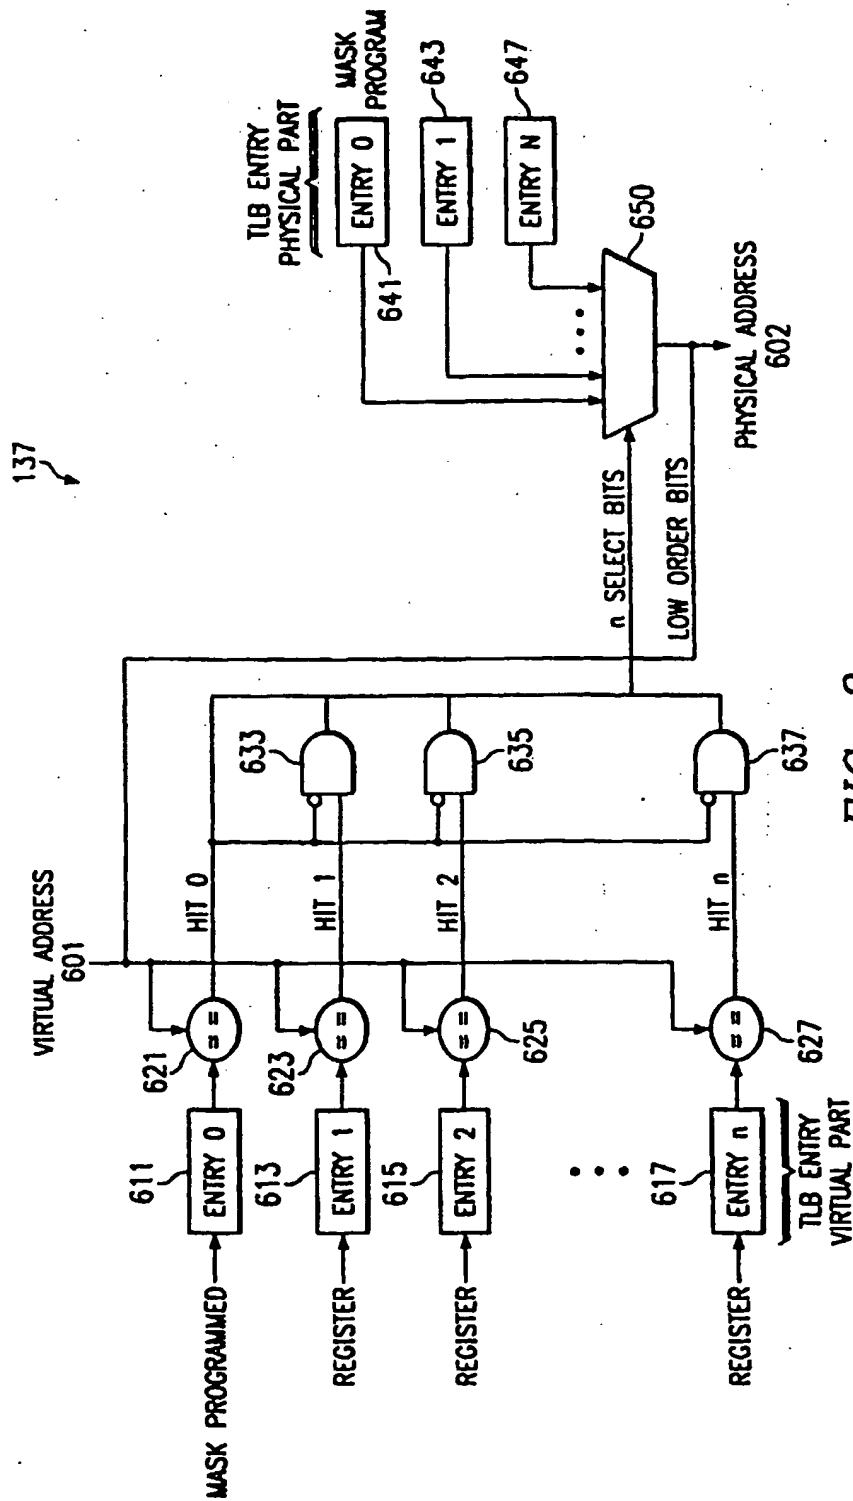 137
VIRTUAL ADDRESS
601
MASK PROGRAMMED
611
ENTRY 0
621
HIT 0
REGISTER
613
ENTRY 1
623
HIT 1
633
REGISTER
615
ENTRY 2
625
HIT 2
635
REGISTER
617
ENTRY n
627
HIT n
637
TLB ENTRY
VIRTUAL PART
n SELECT BITS
LOW ORDER BITS
TLB ENTRY
PHYSICAL PART
ENTRY 0
MASK
PROGRAM
641
ENTRY 1
643
ENTRY N
647
650
PHYSICAL ADDRESS
602